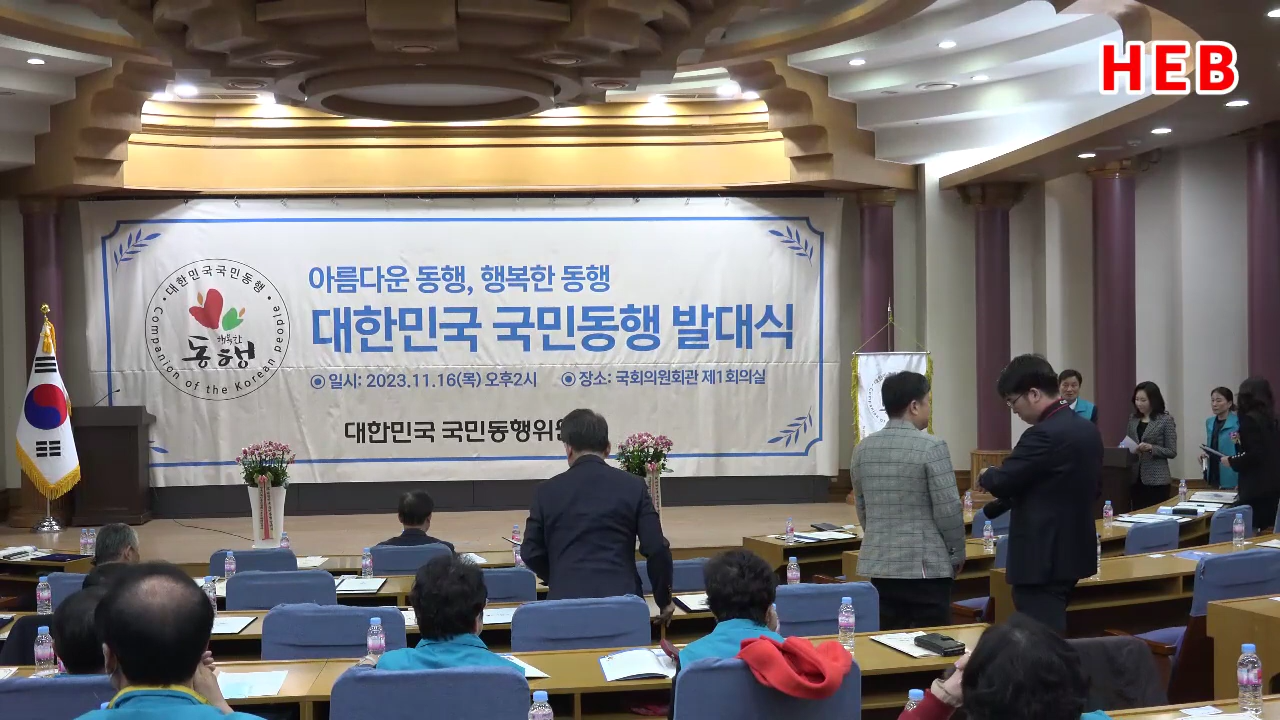 HEB
아름다운 동행, 행복한 동행
대한민국 국민동행 발대식
◉ 일시: 2023.11.16(목) 오후2시 ◉ 장소: 국회의원회관 제1회의실
대한민국 국민동행위원
• 대한민국국민동행 •
행복한
동행
Companion of the Korean people